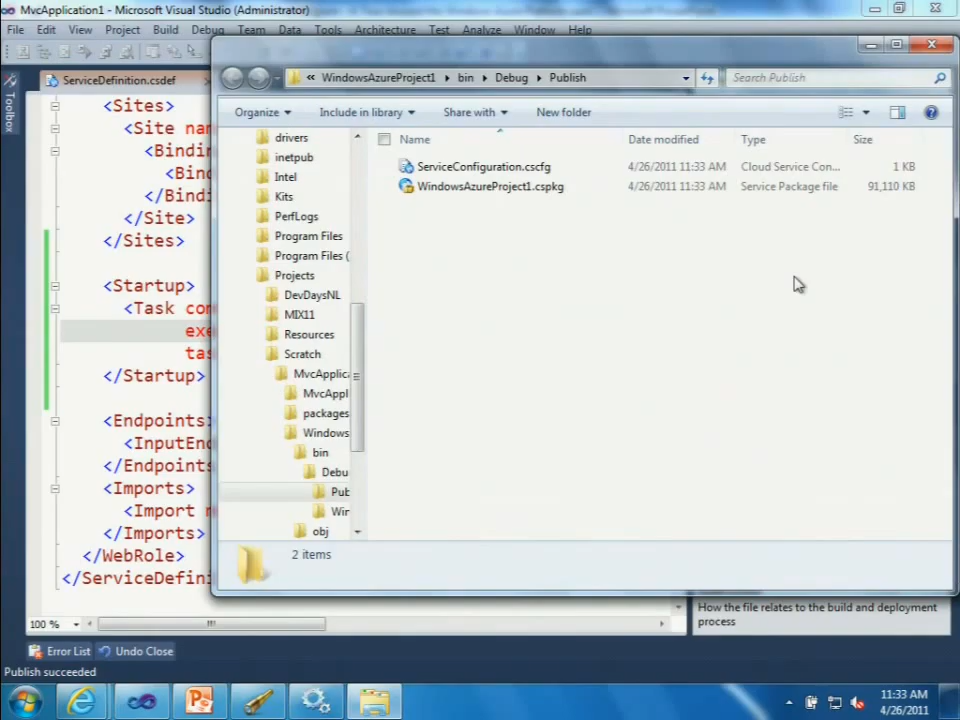 MvcApplication1 - Microsoft Visual Studio (Administrator)
File Edit View Project Build Debug Team Data Tools Architecture Test Analyze Window Help
« WindowsAzureProject1 bin Debug Publish
Search Publish
Toolbox
ServiceDefinition.csdef
Organize Include in library Share with New folder
<Sites>
<Site nam
<Bindin
<Bind
</Bindi
</Site>
</Sites>
<Startup>
<Task com
exe
tas
</Startup>
<Endpoints>
<InputEnd
</Endpoints
<Imports>
<Import m
</Imports>
</WebRole>
</ServiceDefini
drivers
inetpub
Intel
Kits
PerfLogs
Program Files
Program Files (
Projects
DevDaysNL
MIX11
Resources
Scratch
MvcApplica
MvcAppl
packages
Windows
bin
Debu
Pub
Win
obj
Name Date modified Type Size
ServiceConfiguration.cscfg 4/26/2011 11:33 AM Cloud Service Con... 1 KB
WindowsAzureProject1.cspkg 4/26/2011 11:33 AM Service Package file 91,110 KB
2 items
How the file relates to the build and deployment
process
100 %
Error List Undo Close
Publish succeeded
11:33 AM
4/26/2011